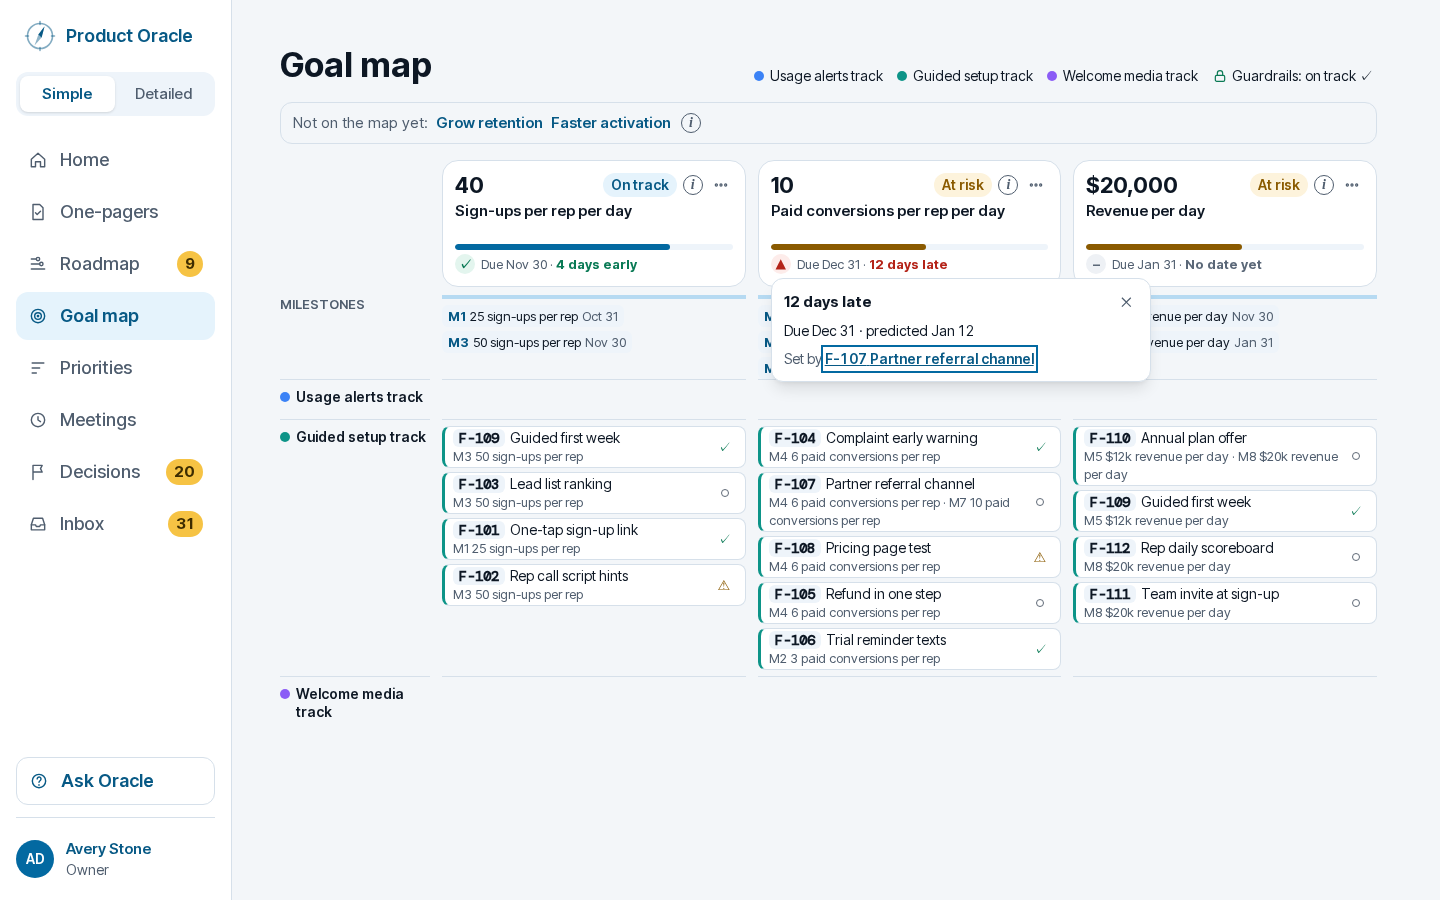 Product Oracle
Simple
Detailed
Home
One-pagers
Roadmap
9
Goal map
Priorities
Meetings
Decisions
20
Inbox
31
Ask Oracle
AD
Avery Stone
Owner
Goal map
Usage alerts track
Guided setup track
Welcome media track
Guardrails: on track ✓
Not on the map yet: Grow retention Faster activation i
40
On track
i
Sign-ups per rep per day
✓ Due Nov 30 · 4 days early
10
At risk
i
Paid conversions per rep per day
▲ Due Dec 31 · 12 days late
$20,000
At risk
i
Revenue per day
– Due Jan 31 · No date yet
MILESTONES
M1 25 sign-ups per rep Oct 31
M3 50 sign-ups per rep Nov 30
per day Nov 30
per day Jan 31
12 days late
Due Dec 31 · predicted Jan 12
Set by F-107 Partner referral channel
Usage alerts track
Guided setup track
F-109 Guided first week
M3 50 sign-ups per rep
✓
F-103 Lead list ranking
M3 50 sign-ups per rep
F-101 One-tap sign-up link
M1 25 sign-ups per rep
✓
F-102 Rep call script hints
M3 50 sign-ups per rep
⚠
F-104 Complaint early warning
M4 6 paid conversions per rep
✓
F-107 Partner referral channel
M4 6 paid conversions per rep · M7 10 paid
conversions per rep
F-108 Pricing page test
M4 6 paid conversions per rep
⚠
F-105 Refund in one step
M4 6 paid conversions per rep
F-106 Trial reminder texts
M2 3 paid conversions per rep
✓
F-110 Annual plan offer
M5 $12k revenue per day · M8 $20k revenue
per day
F-109 Guided first week
M5 $12k revenue per day
✓
F-112 Rep daily scoreboard
M8 $20k revenue per day
F-111 Team invite at sign-up
M8 $20k revenue per day
Welcome media
track